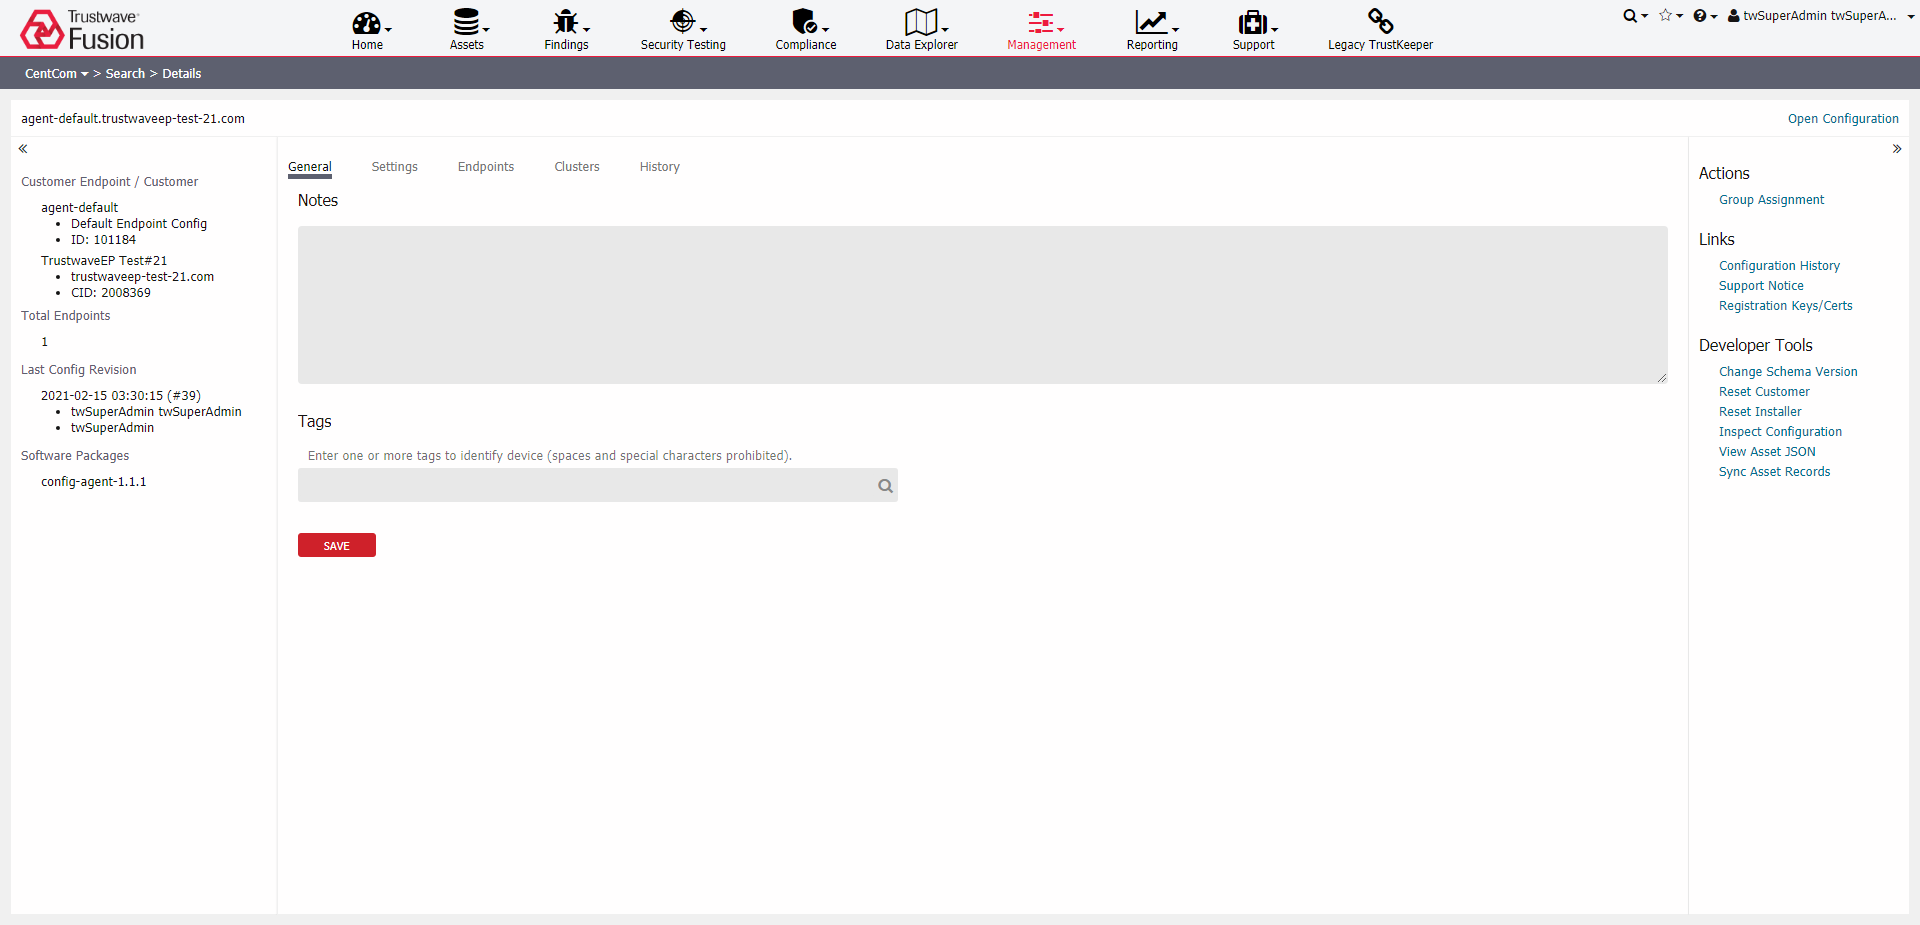 Trustwave
Fusion
Home
Assets
Findings
Security Testing
Compliance
Data Explorer
Management
Reporting
Support
Legacy TrustKeeper
twSuperAdmin twSuperA...
CentCom > Search > Details
agent-default.trustwaveep-test-21.com
Open Configuration
Customer Endpoint / Customer
agent-default
• Default Endpoint Config
• ID: 101184
TrustwaveEP Test#21
• trustwaveep-test-21.com
• CID: 2008369
Total Endpoints
1
Last Config Revision
2021-02-15 03:30:15 (#39)
• twSuperAdmin twSuperAdmin
• twSuperAdmin
Software Packages
config-agent-1.1.1
General
Settings
Endpoints
Clusters
History
Notes
Tags
Enter one or more tags to identify device (spaces and special characters prohibited).
SAVE
Actions
Group Assignment
Links
Configuration History
Support Notice
Registration Keys/Certs
Developer Tools
Change Schema Version
Reset Customer
Reset Installer
Inspect Configuration
View Asset JSON
Sync Asset Records